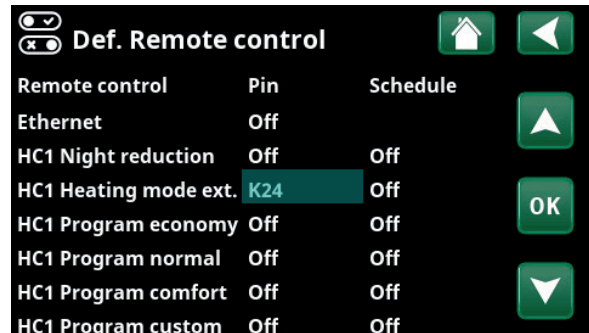 Def. Remote control
Remote control Pin Schedule
Ethernet Off
HC1 Night reduction Off Off
HC1 Heating mode ext. K24 Off
OK
HC1 Program economy Off Off
HC1 Program normal Off Off
HC1 Program comfort Off Off
HC1 Program custom Off Off